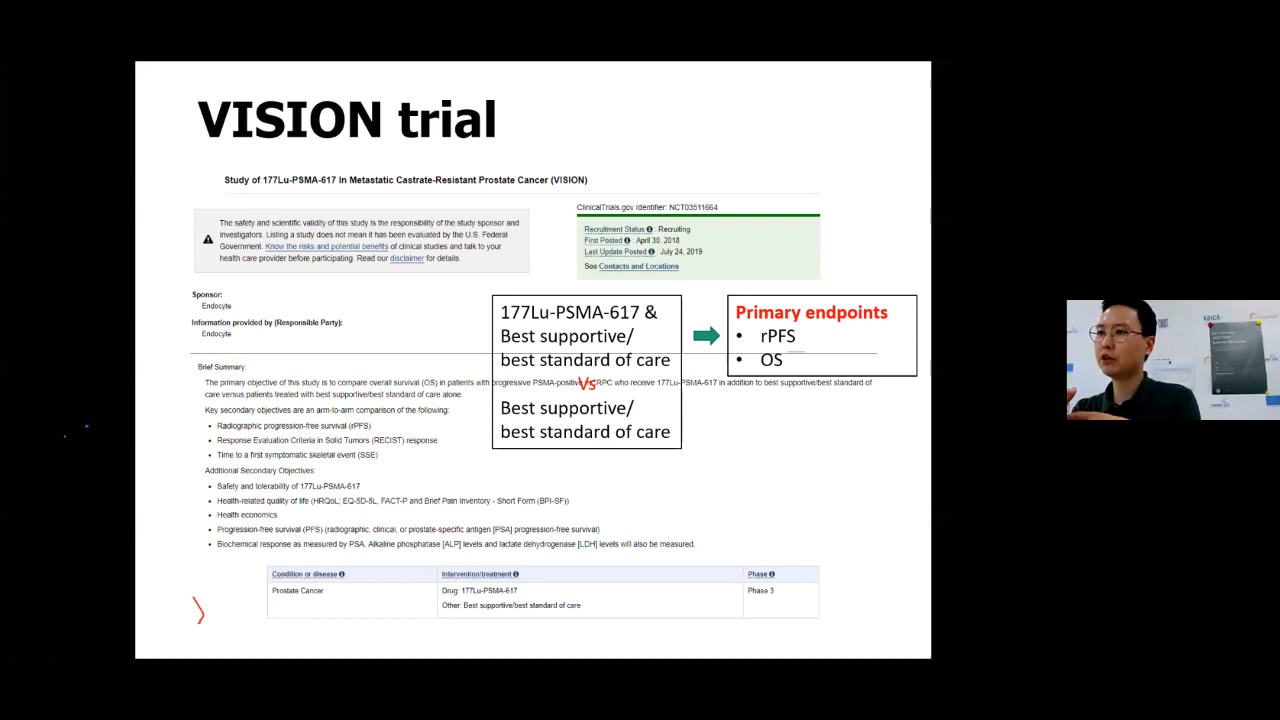 VISION trial
Study of 177Lu-PSMA-617 In Metastatic Castrate-Resistant Prostate Cancer (VISION)
The safety and scientific validity of this study is the responsibility of the study sponsor and
investigators. Listing a study does not mean it has been evaluated by the U.S. Federal
Government. Know the risks and potential benefits of clinical studies and talk to your
health care provider before participating. Read our disclaimer for details.
ClinicalTrials.gov Identifier: NCT03511664
Recruitment Status : Recruiting
First Posted : April 30, 2018
Last Update Posted : July 24, 2019
See Contacts and Locations
Sponsor:
Endocyte
Information provided by (Responsible Party):
Endocyte
177Lu-PSMA-617 &
Best supportive/
best standard of care
Vs
Best supportive/
best standard of care
Primary endpoints
• rPFS
• OS
Brief Summary:
The primary objective of this study is to compare overall survival (OS) in patients with progressive PSMA-positive CRPC who receive 177Lu-PSMA-617 in addition to best supportive/best standard of
care versus patients treated with best supportive/best standard of care alone.
Key secondary objectives are an arm-to-arm comparison of the following:
• Radiographic progression-free survival (rPFS)
• Response Evaluation Criteria in Solid Tumors (RECIST) response
• Time to a first symptomatic skeletal event (SSE)
Additional Secondary Objectives:
• Safety and tolerability of 177Lu-PSMA-617
• Health-related quality of life (HRQoL; EQ-5D-5L, FACT-P and Brief Pain Inventory - Short Form (BPI-SF))
• Health economics
• Progression-free survival (PFS) (radiographic, clinical, or prostate-specific antigen [PSA] progression-free survival)
• Biochemical response as measured by PSA. Alkaline phosphatase [ALP] levels and lactate dehydrogenase [LDH] levels will also be measured.
Condition or disease Intervention/treatment Phase
Prostate Cancer Drug: 177Lu-PSMA-617 Phase 3
Other: Best supportive/best standard of care
KOICA